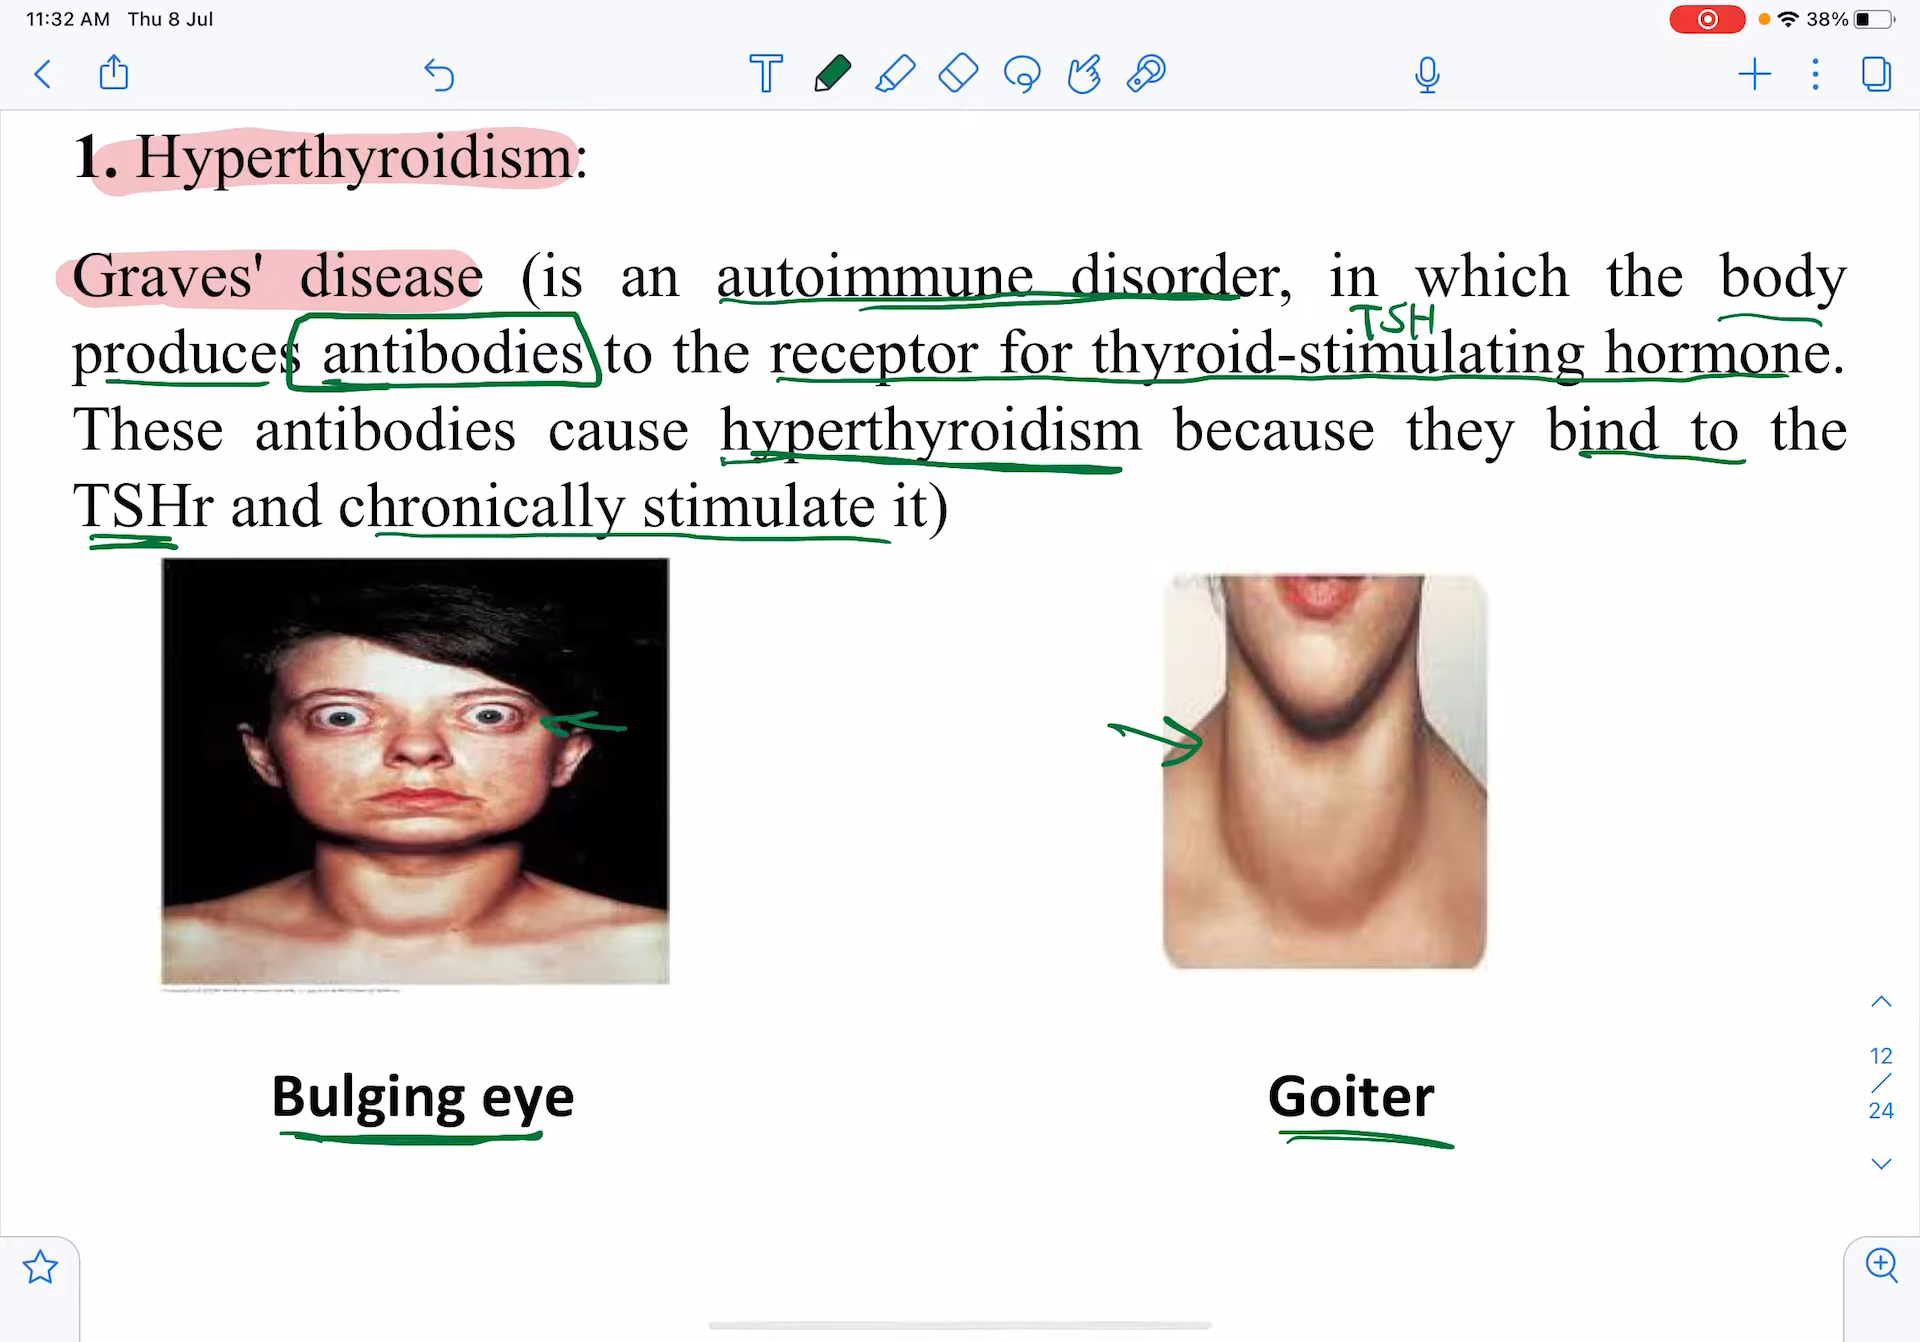 11:32 AM Thu 8 Jul
38%
T
1. Hyperthyroidism:
Graves' disease (is an autoimmune disorder, in which the body
TSH
produces antibodies to the receptor for thyroid-stimulating hormone.
These antibodies cause hyperthyroidism because they bind to the
TSHr and chronically stimulate it)
Bulging eye
Goiter
12
/
24